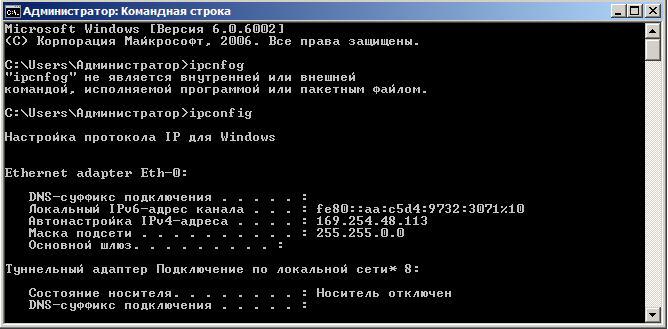 Администратор: Командная строка
Microsoft Windows [Версия 6.0.6002]
(C) Корпорация Майкрософт, 2006. Все права защищены.
C:\Users\Администратор>ipcnfog
"ipcnfog" не является внутренней или внешней
командой, исполняемой программой или пакетным файлом.
C:\Users\Администратор>ipconfig
Настройка протокола IP для Windows
Ethernet adapter Eth-0:
DNS-суффикс подключения . . . . . :
Локальный IPv6-адрес канала . . . : fe80::aa:c5d4:9732:3071%10
Автонастройка IPv4-адреса . . . . : 169.254.48.113
Маска подсети . . . . . . . . . . : 255.255.0.0
Основной шлюз. . . . . . . . . :
Туннельный адаптер Подключение по локальной сети* 8:
Состояние носителя. . . . . . . . : Носитель отключен
DNS-суффикс подключения . . . . . :